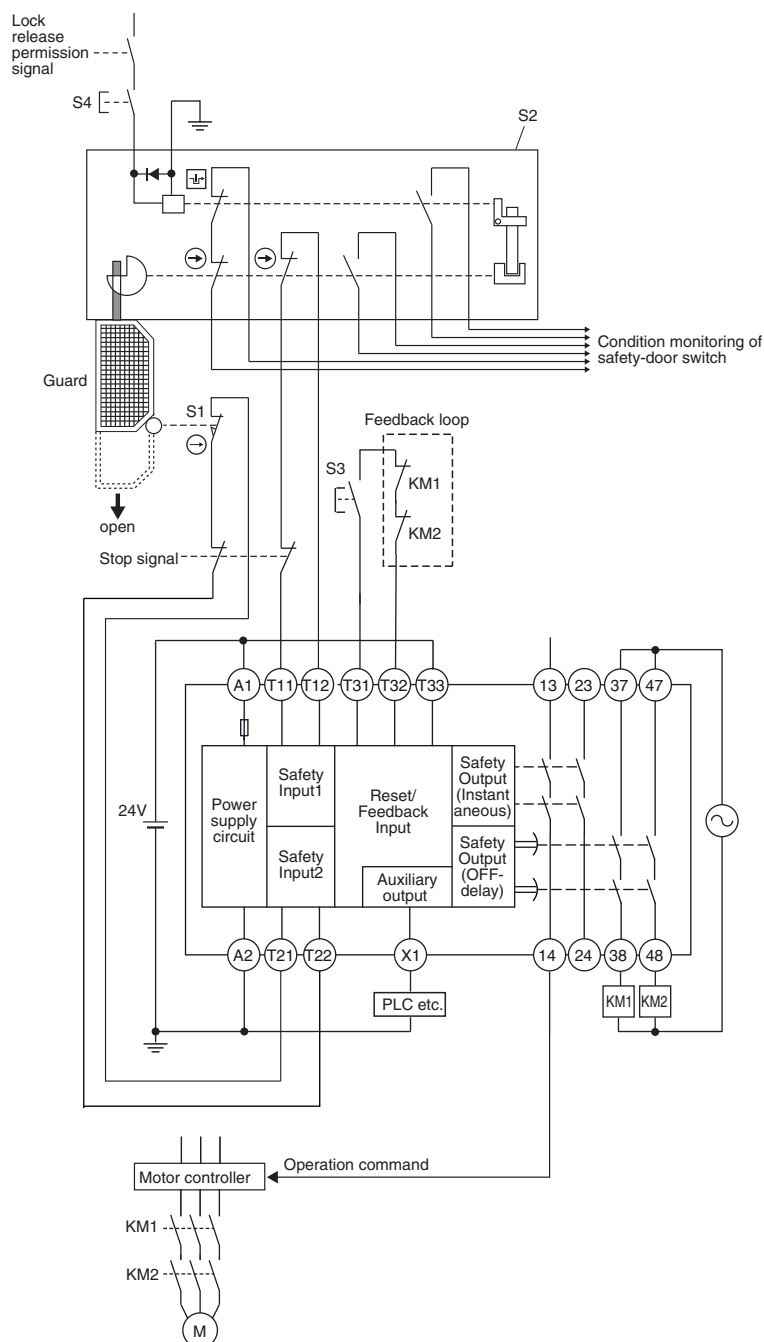 Lock
release
permission
signal
S4
S2
Condition monitoring of
safety-door switch
Guard
S1
open
Stop signal
Feedback loop
S3
KM1
KM2
A1
T11
T12
T31
T32
T33
13
23
37
47
24V
Power
supply
circuit
Safety
Input1
Safety
Input2
Reset/
Feedback
Input
Auxiliary
output
Safety
Output
(Instant
aneous)
Safety
Output
(OFF-
delay)
A2
T21
T22
X1
14
24
38
48
PLC etc.
KM1
KM2
Operation command
Motor controller
KM1
KM2
M